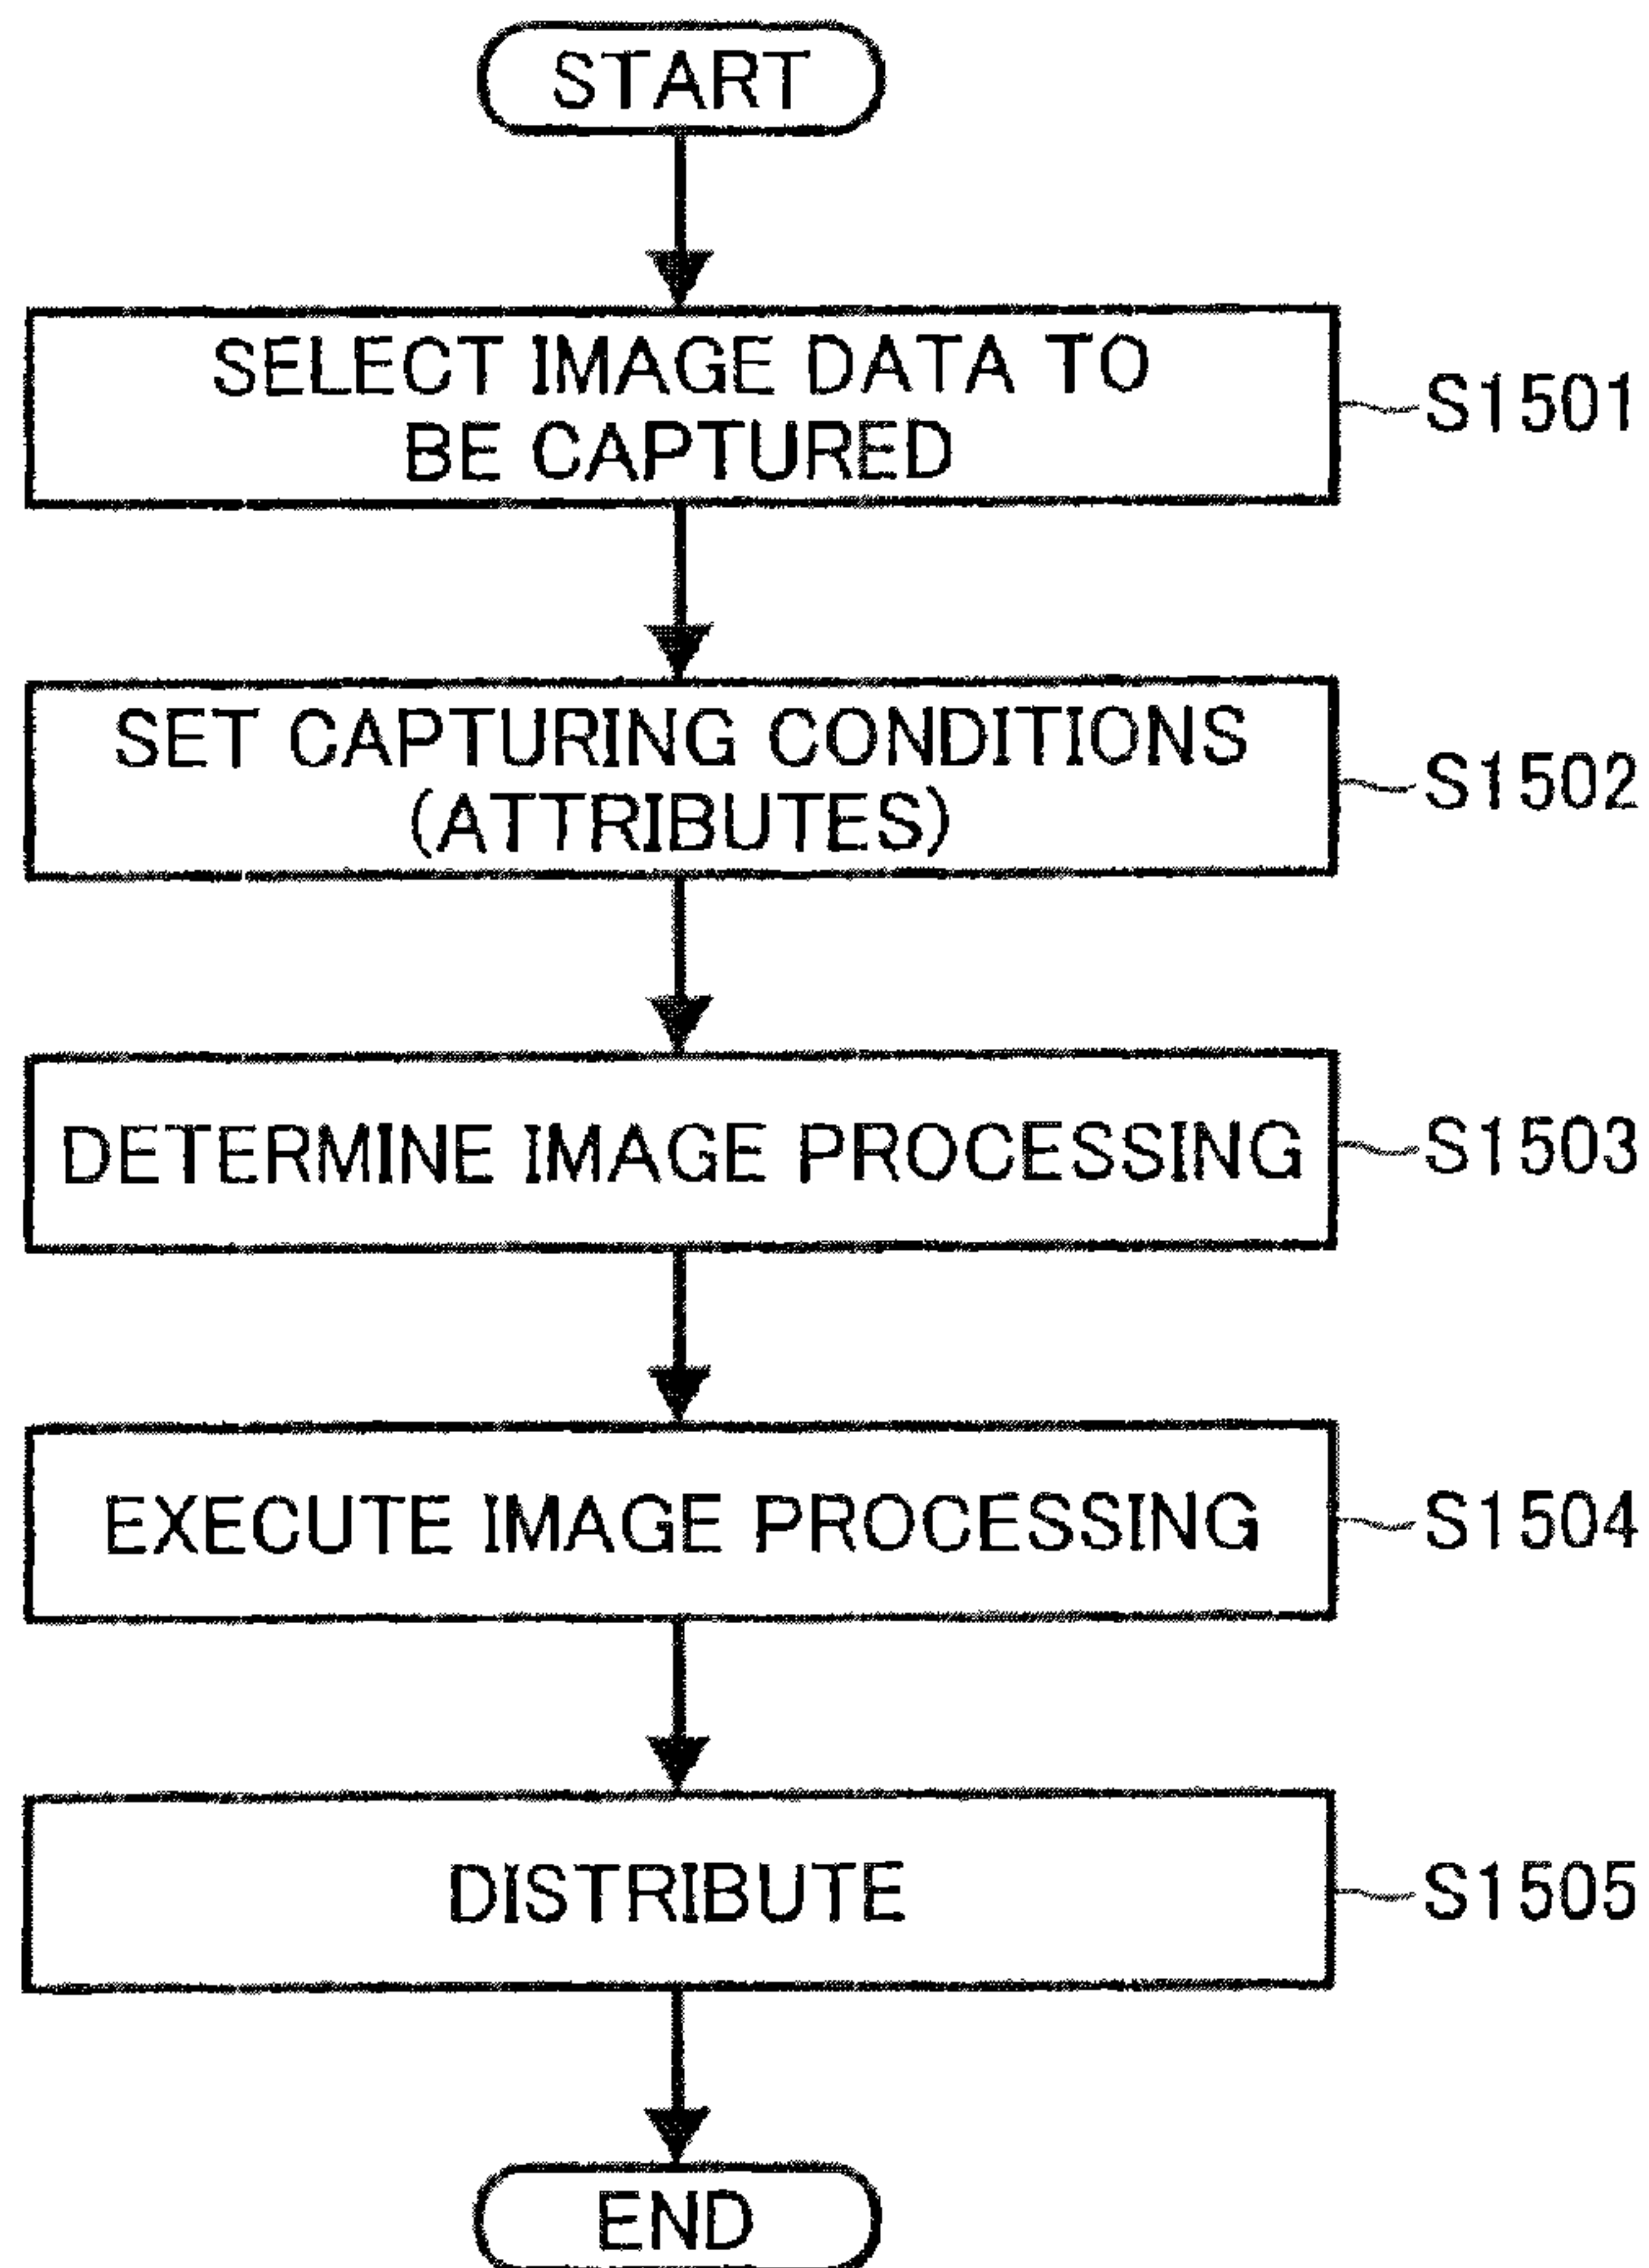 START
SELECT IMAGE DATA TO
BE CAPTURED
S1501
SET CAPTURING CONDITIONS
(ATTRIBUTES)
S1502
DETERMINE IMAGE PROCESSING
S1503
EXECUTE IMAGE PROCESSING
S1504
DISTRIBUTE
S1505
END